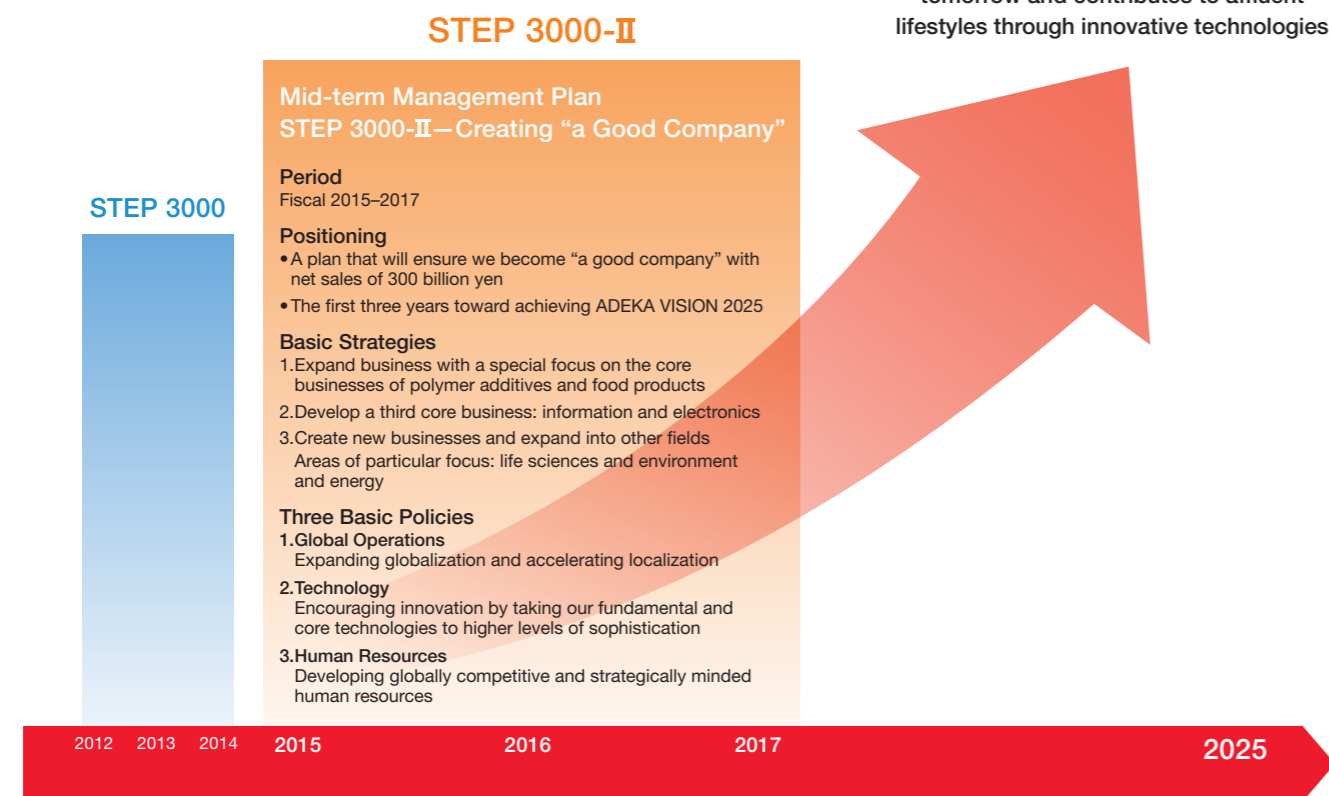 tomorrow and contributes to affluent
lifestyles through innovative technologies
STEP 3000-II
Mid-term Management Plan
STEP 3000-II—Creating “a Good Company”
Period
Fiscal 2015–2017
Positioning
•A plan that will ensure we become “a good company” with
net sales of 300 billion yen
•The first three years toward achieving ADEKA VISION 2025
Basic Strategies
1.Expand business with a special focus on the core
businesses of polymer additives and food products
2.Develop a third core business: information and electronics
3.Create new businesses and expand into other fields
Areas of particular focus: life sciences and environment
and energy
Three Basic Policies
1.Global Operations
Expanding globalization and accelerating localization
2.Technology
Encouraging innovation by taking our fundamental and
core technologies to higher levels of sophistication
3.Human Resources
Developing globally competitive and strategically minded
human resources
STEP 3000
2012 2013 2014 2015 2016 2017 2025